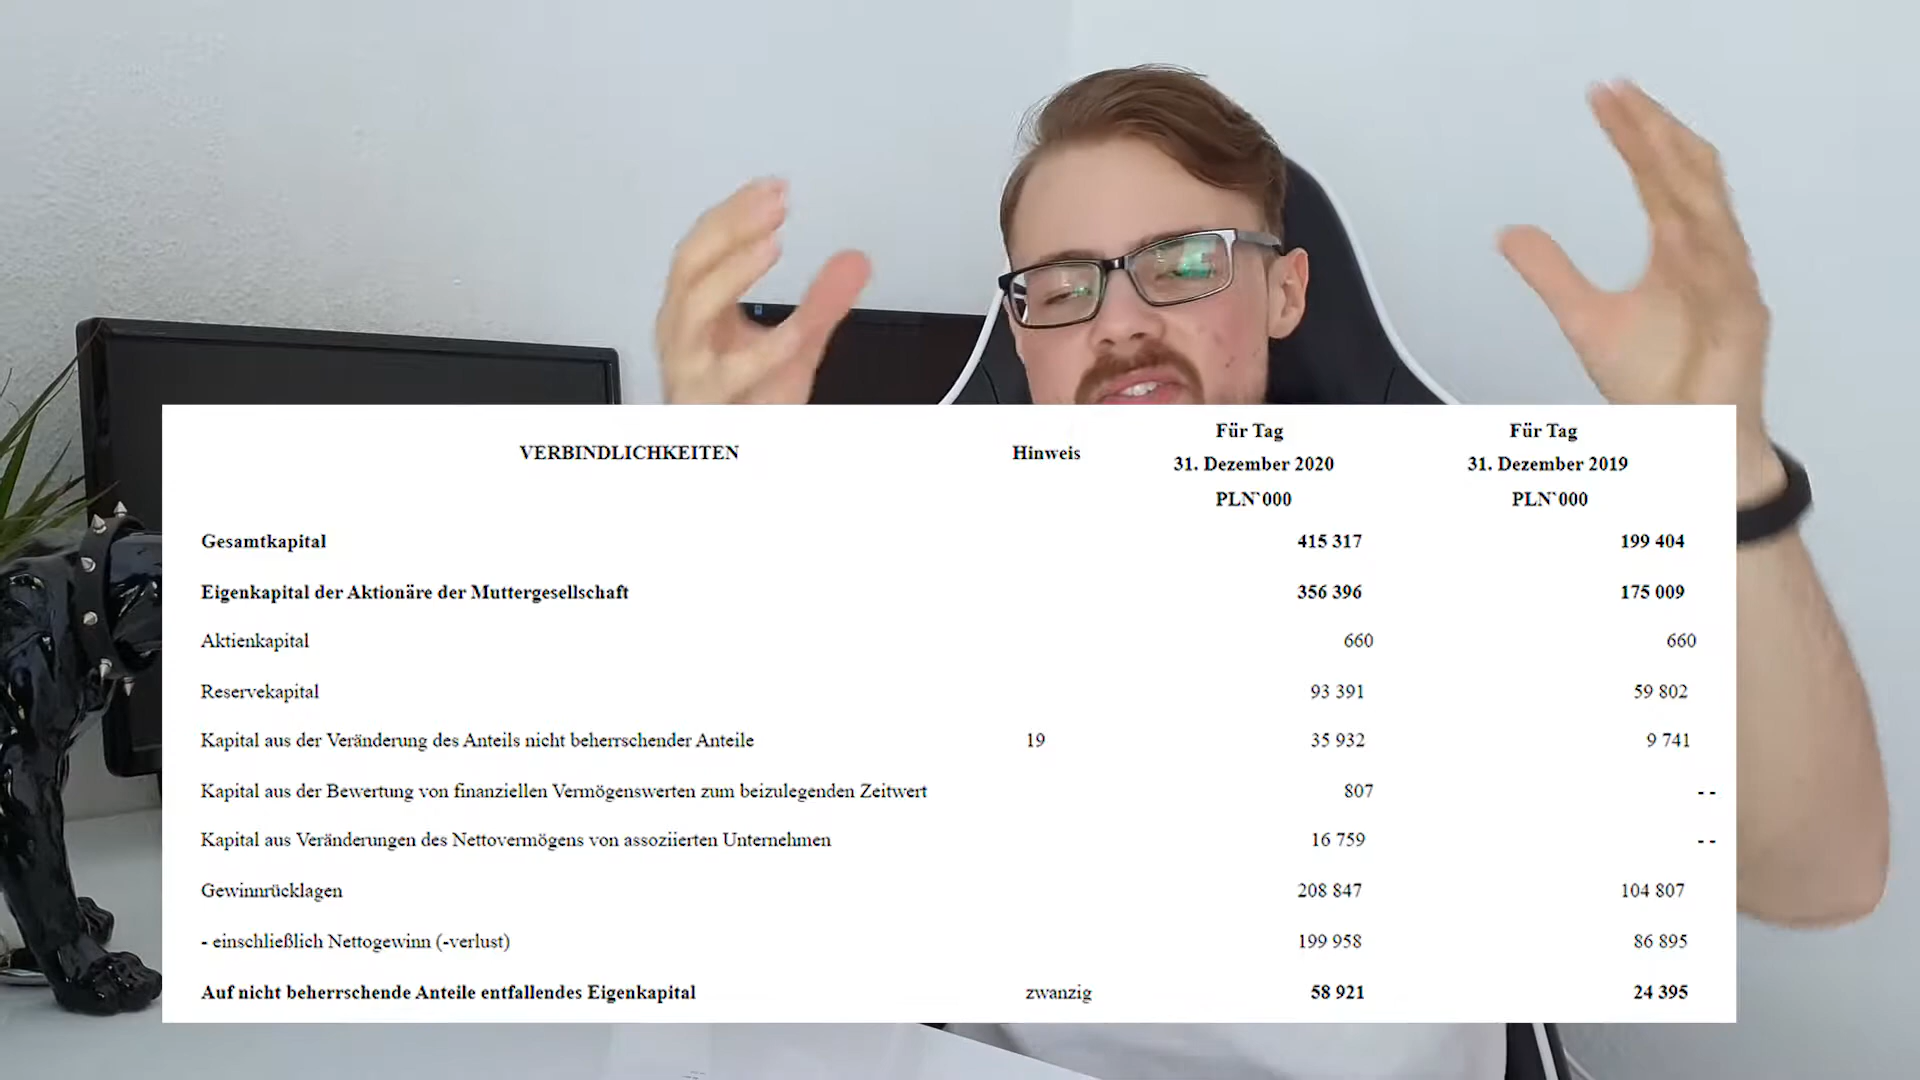 VERBINDLICHKEITEN Hinweis Für Tag 31. Dezember 2020 PLN`000 Für Tag 31. Dezember 2019 PLN`000
Gesamtkapital 415 317 199 404
Eigenkapital der Aktionäre der Muttergesellschaft 356 396 175 009
Aktienkapital 660 660
Reservekapital 93 391 59 802
Kapital aus der Veränderung des Anteils nicht beherrschender Anteile 19 35 932 9 741
Kapital aus der Bewertung von finanziellen Vermögenswerten zum beizulegenden Zeitwert 807 - -
Kapital aus Veränderungen des Nettovermögens von assoziierten Unternehmen 16 759 - -
Gewinnrücklagen 208 847 104 807
- einschließlich Nettogewinn (-verlust) 199 958 86 895
Auf nicht beherrschende Anteile entfallendes Eigenkapital zwanzig 58 921 24 395